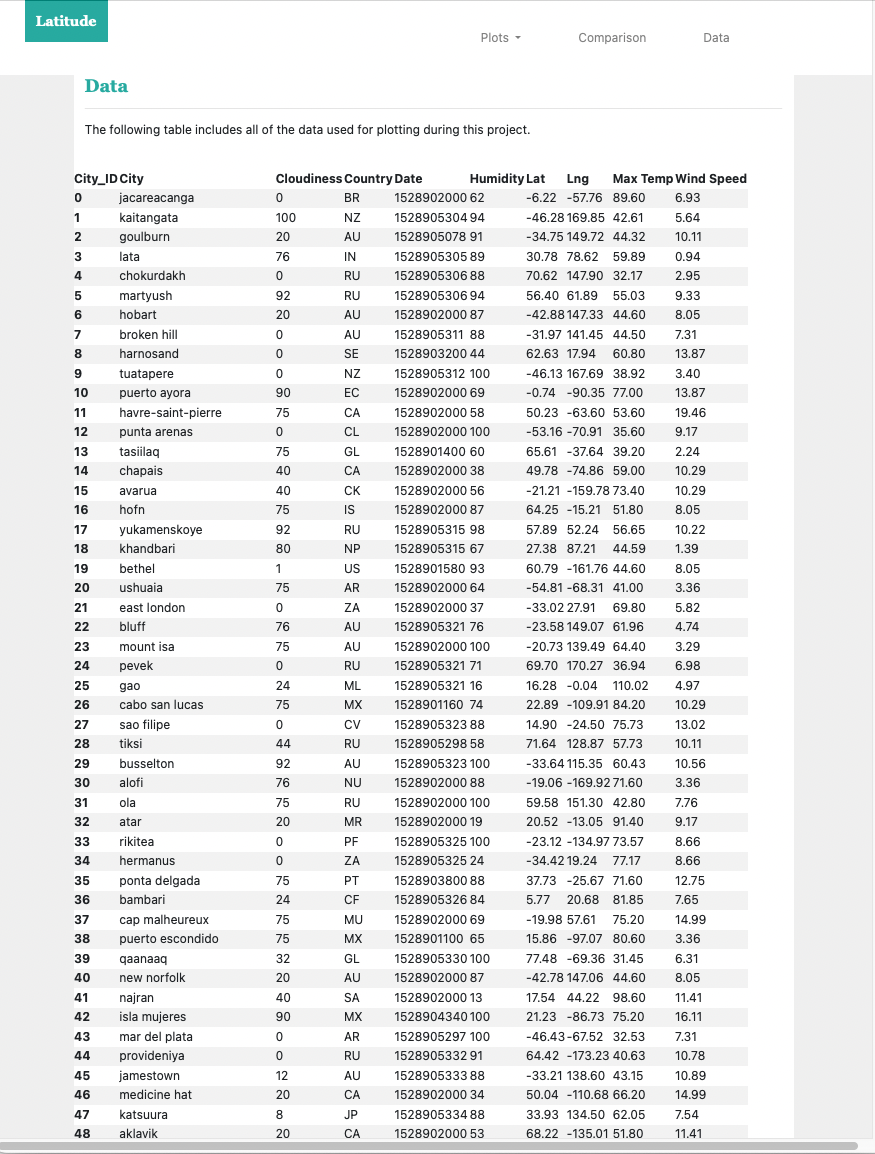 Latitude
Plots Comparison Data
Data
The following table includes all of the data used for plotting during this project.
City_ID City Cloudiness Country Date Humidity Lat Lng Max Temp Wind Speed
0 jacareacanga 0 BR 1528902000 62 -6.22 -57.76 89.60 6.93
1 kaitangata 100 NZ 1528905304 94 -46.28 169.85 42.61 5.64
2 goulburn 20 AU 1528905078 91 -34.75 149.72 44.32 10.11
3 lata 76 IN 1528905305 89 30.78 78.62 59.89 0.94
4 chokurdakh 0 RU 1528905306 88 70.62 147.90 32.17 2.95
5 martyush 92 RU 1528905306 94 56.40 61.89 55.03 9.33
6 hobart 20 AU 1528902000 87 -42.88 147.33 44.60 8.05
7 broken hill 0 AU 1528905311 88 -31.97 141.45 44.50 7.31
8 harnosand 0 SE 1528903200 44 62.63 17.94 60.80 13.87
9 tuatapere 0 NZ 1528905312 100 -46.13 167.69 38.92 3.40
10 puerto ayora 90 EC 1528902000 69 -0.74 -90.35 77.00 13.87
11 havre-saint-pierre 75 CA 1528902000 58 50.23 -63.60 53.60 19.46
12 punta arenas 0 CL 1528902000 100 -53.16 -70.91 35.60 9.17
13 tasiilaq 75 GL 1528901400 60 65.61 -37.64 39.20 2.24
14 chapais 40 CA 1528902000 38 49.78 -74.86 59.00 10.29
15 avarua 40 CK 1528902000 56 -21.21 -159.78 73.40 10.29
16 hofn 75 IS 1528902000 87 64.25 -15.21 51.80 8.05
17 yukamenskoye 92 RU 1528905315 98 57.89 52.24 56.65 10.22
18 khandbari 80 NP 1528905315 67 27.38 87.21 44.59 1.39
19 bethel 1 US 1528901580 93 60.79 -161.76 44.60 8.05
20 ushuaia 75 AR 1528902000 64 -54.81 -68.31 41.00 3.36
21 east london 0 ZA 1528902000 37 -33.02 27.91 69.80 5.82
22 bluff 76 AU 1528905321 76 -23.58 149.07 61.96 4.74
23 mount isa 75 AU 1528902000 100 -20.73 139.49 64.40 3.29
24 pevek 0 RU 1528905321 71 69.70 170.27 36.94 6.98
25 gao 24 ML 1528905321 16 16.28 -0.04 110.02 4.97
26 cabo san lucas 75 MX 1528901160 74 22.89 -109.91 84.20 10.29
27 sao filipe 0 CV 1528905323 88 14.90 -24.50 75.73 13.02
28 tiksi 44 RU 1528905298 58 71.64 128.87 57.73 10.11
29 busselton 92 AU 1528905323 100 -33.64 115.35 60.43 10.56
30 alofi 76 NU 1528902000 88 -19.06 -169.92 71.60 3.36
31 ola 75 RU 1528902000 100 59.58 151.30 42.80 7.76
32 atar 20 MR 1528902000 19 20.52 -13.05 91.40 9.17
33 rikitea 0 PF 1528905325 100 -23.12 -134.97 73.57 8.66
34 hermanus 0 ZA 1528905325 24 -34.42 19.24 77.17 8.66
35 ponta delgada 75 PT 1528903800 88 37.73 -25.67 71.60 12.75
36 bambari 24 CF 1528905326 84 5.77 20.68 81.85 7.65
37 cap malheureux 75 MU 1528902000 69 -19.98 57.61 75.20 14.99
38 puerto escondido 75 MX 1528901100 65 15.86 -97.07 80.60 3.36
39 qaanaaq 32 GL 1528905330 100 77.48 -69.36 31.45 6.31
40 new norfolk 20 AU 1528902000 87 -42.78 147.06 44.60 8.05
41 najran 40 SA 1528902000 13 17.54 44.22 98.60 11.41
42 isla mujeres 90 MX 1528904340 100 21.23 -86.73 75.20 16.11
43 mar del plata 0 AR 1528905297 100 -46.43 -67.52 32.53 7.31
44 provideniya 0 RU 1528905332 91 64.42 -173.23 40.63 10.78
45 jamestown 12 AU 1528905333 88 -33.21 138.60 43.15 10.89
46 medicine hat 20 CA 1528902000 34 50.04 -110.68 66.20 14.99
47 katsuura 8 JP 1528905334 88 33.93 134.50 62.05 7.54
48 aklavik 20 CA 1528902000 53 68.22 -135.01 51.80 11.41